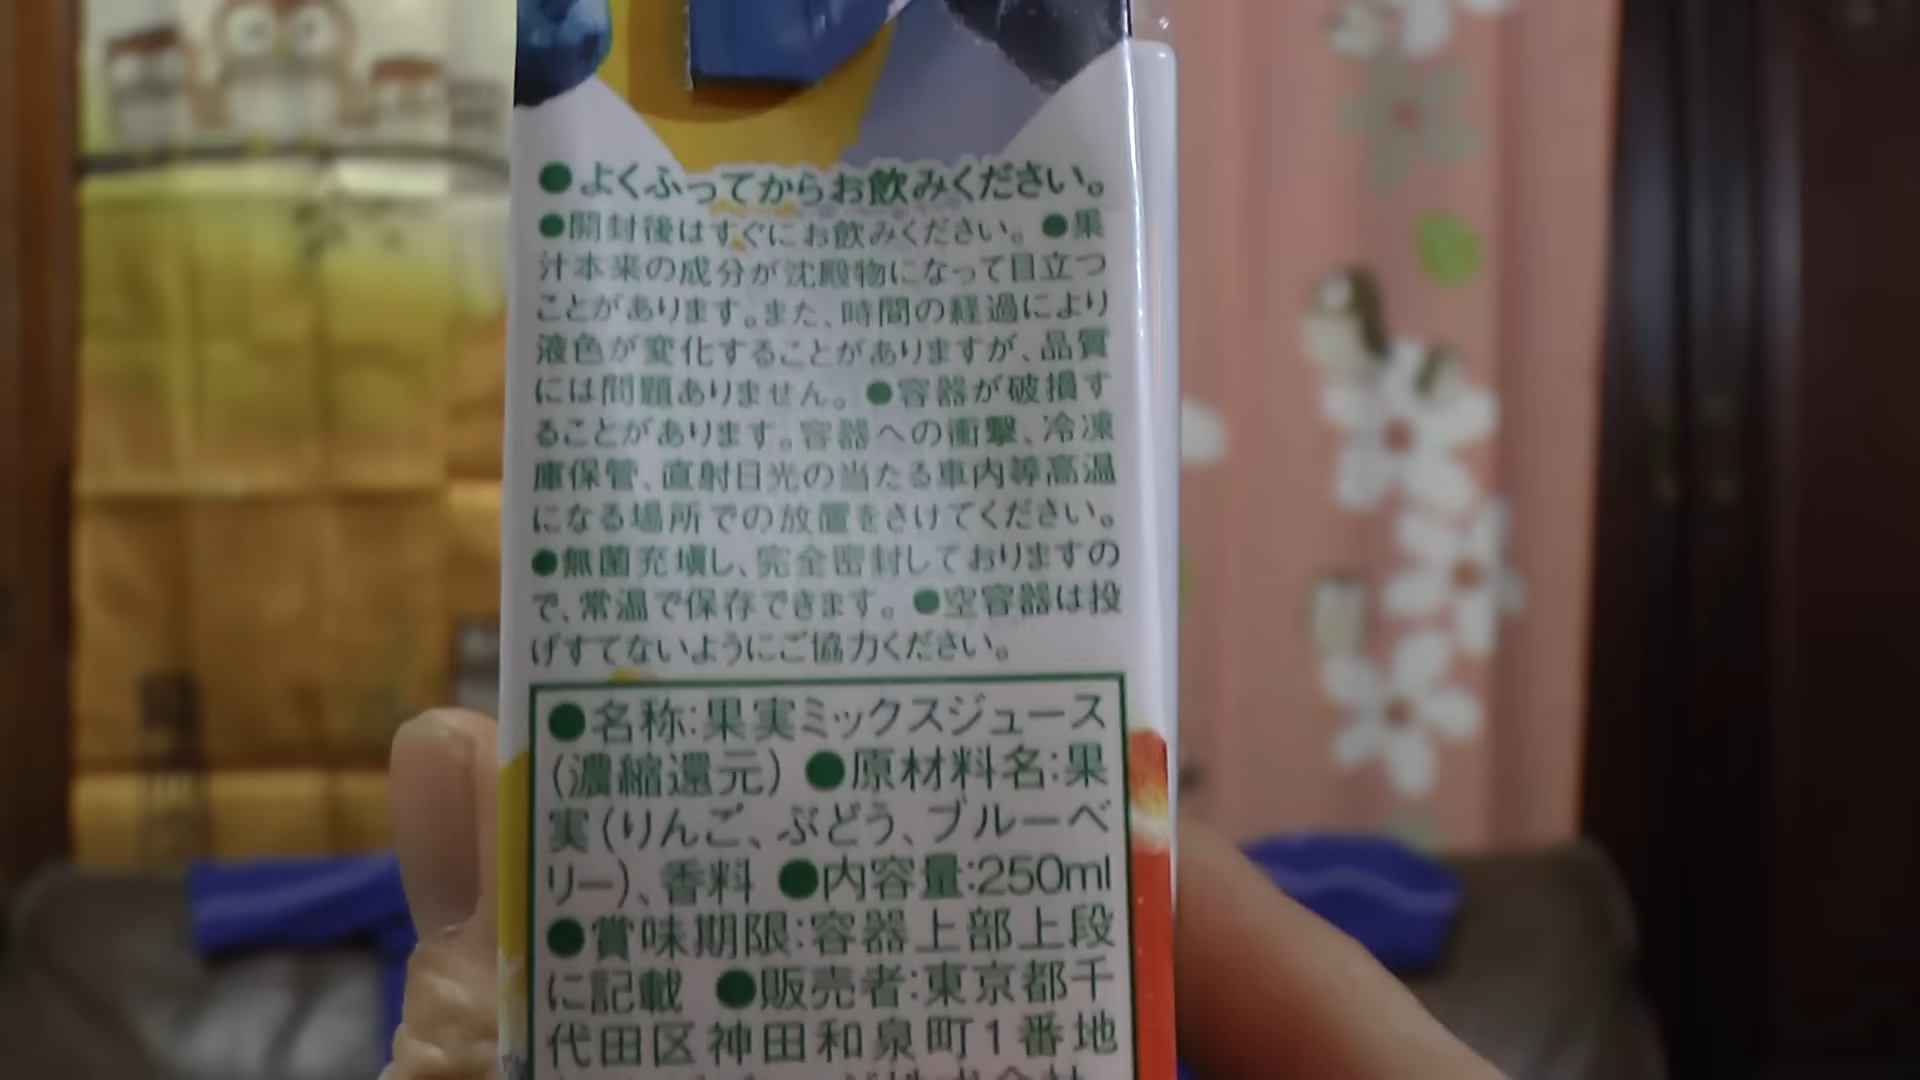 ●よくふってからお飲みください。
●開封後はすぐにお飲みください。●果
汁本来の成分が沈殿物になって目立つ
ことがあります。また、時間の経過により
液色が変化することがありますが、品質
には問題ありません。●容器が破損す
ることがあります。容器への衝撃、冷凍
庫保管、直射日光の当たる車内等高温
になる場所での放置をさけてください。
●無菌充填し、完全密封しておりますの
で、常温で保存できます。●空容器は投
げすてないようにご協力ください。
●名称:果実ミックスジュース
(濃縮還元) ●原材料名:果
実(りんご、ぶどう、ブルーベ
リー)、香料 ●内容量:250ml
●賞味期限:容器上部上段
に記載 ●販売者:東京都千
代田区神田和泉町1番地